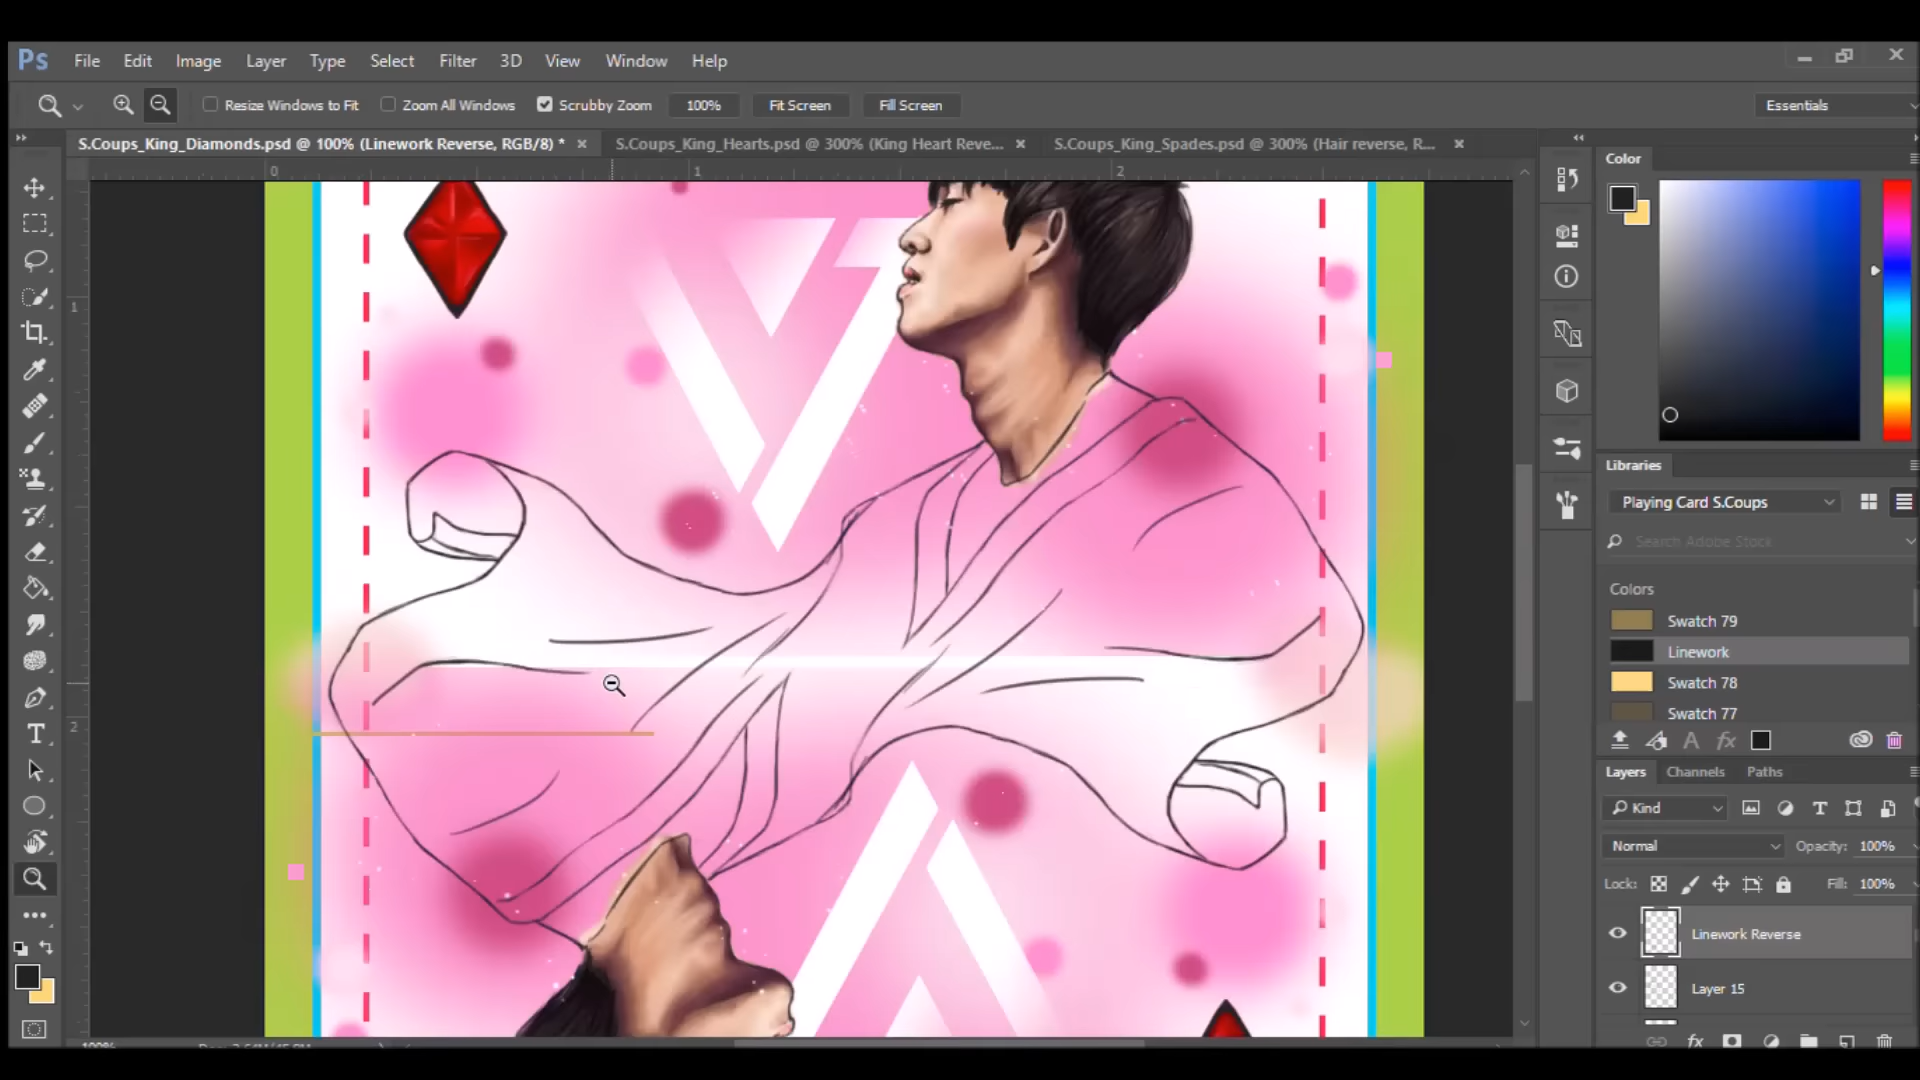 Ps File Edit Image Layer Type Select Filter 3D View Window Help
Resize Windows to Fit Zoom All Windows Scrubby Zoom 100% Fit Screen Fill Screen Essentials
S.Coups_King_Diamonds.psd @ 100% (Linework Reverse, RGB/8) * S.Coups_King_Hearts.psd @ 300% (King Heart Reve... S.Coups_King_Spades.psd @ 300% (Hair reverse, R...
0 1 2
1
2
Color
Libraries
Playing Card S.Coups
Search Adobe Stock
Colors
Swatch 79
Linework
Swatch 78
Swatch 77
Layers Channels Paths
Kind
Normal Opacity: 100%
Lock: Fill: 100%
Linework Reverse
Layer 15
100%